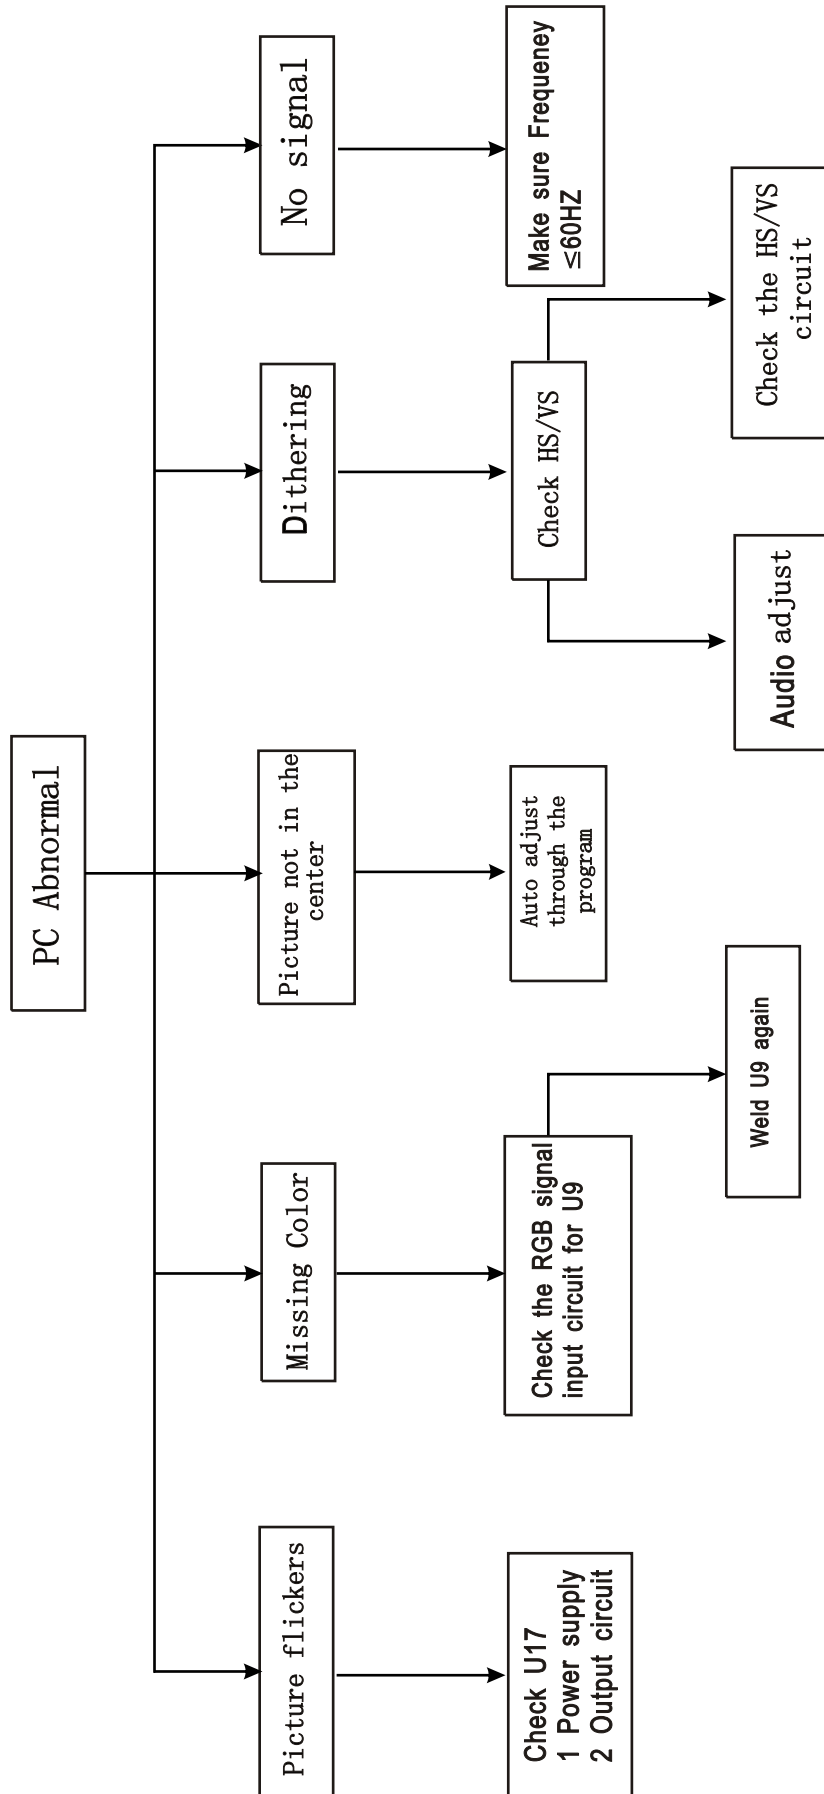 PC Abnormal
Picture flickers
Missing Color
Picture not in the
center
Dithering
No signal
Check U17
1 Power supply
2 Output circuit
Check the RGB signal
input circuit for U9
Auto adjust
through the
program
Check HS/VS
Make sure Frequeney
≤60HZ
Weld U9 again
Audio adjust
Check the HS/VS
circuit